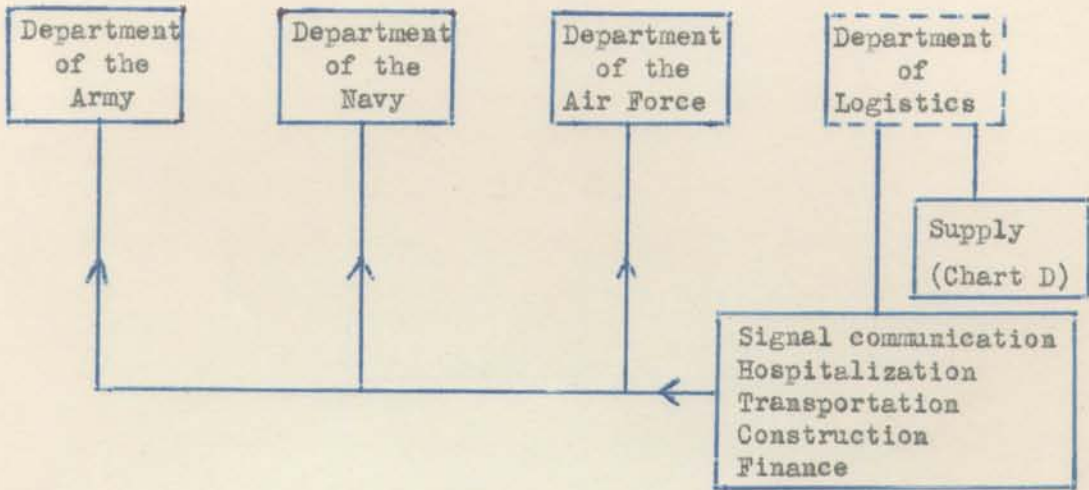 Department
of the
Army
Department
of the
Navy
Department
of the
Air Force
Department
of
Logistics
Supply
(Chart D)
Signal communication
Hospitalization
Transportation
Construction
Finance